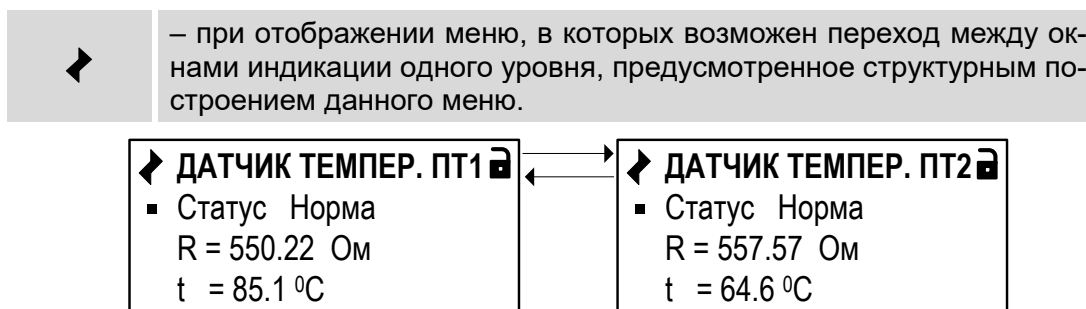 – при отображении меню, в которых возможен переход между ок-
нами индикации одного уровня, предусмотренное структурным по-
строением данного меню.
ДАТЧИК ТЕМПЕР. ПТ1
Статус Норма
R = 550.22 Ом
t = 85.1 ⁰C
ДАТЧИК ТЕМПЕР. ПТ2
Статус Норма
R = 557.57 Ом
t = 64.6 ⁰C